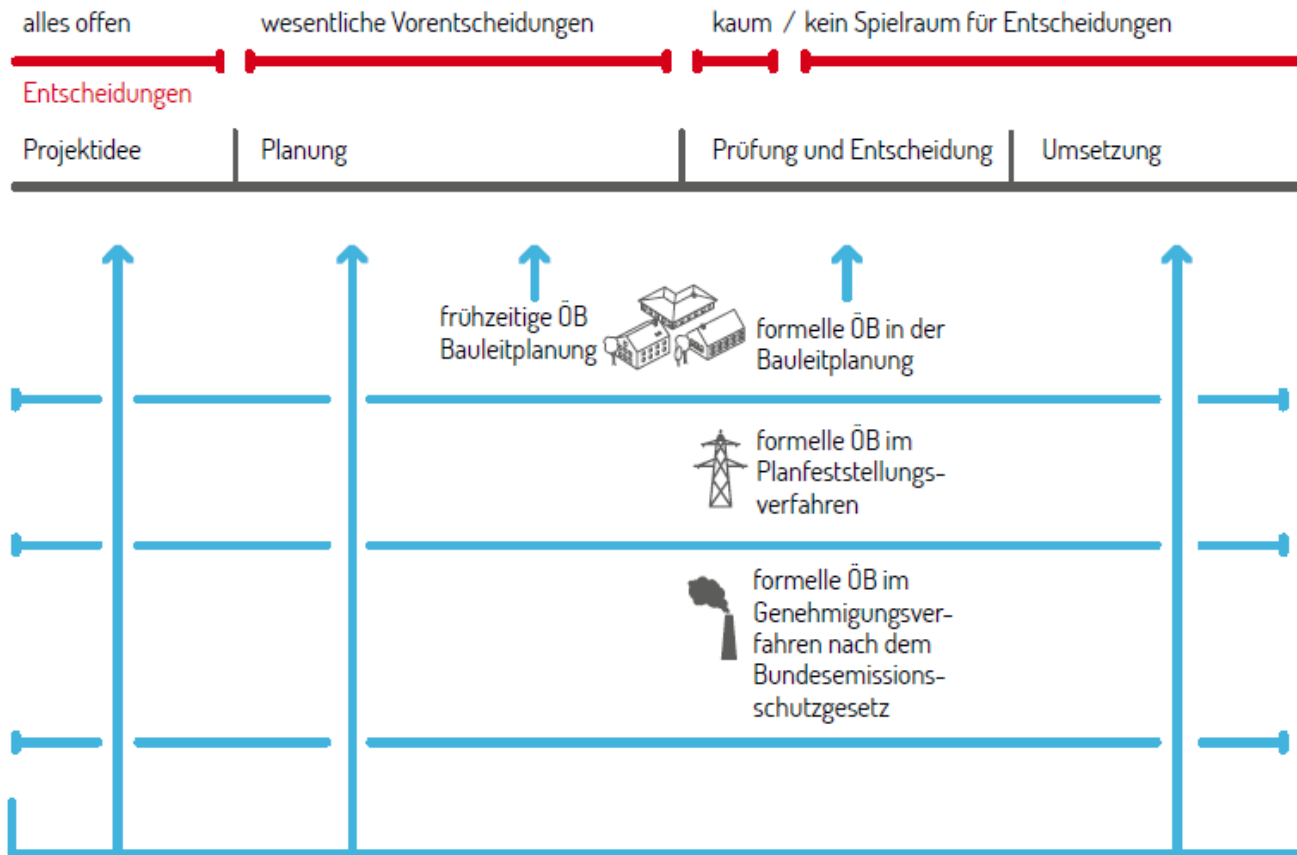 alles offen
wesentliche Vorentscheidungen
kaum / kein Spielraum für Entscheidungen
Entscheidungen
Projektidee
Planung
Prüfung und Entscheidung
Umsetzung
frühzeitige ÖB
Bauleitplanung
formelle ÖB in der
Bauleitplanung
formelle ÖB im
Planfeststellungs-
verfahren
formelle ÖB im
Genehmigungsver-
fahren nach dem
Bundesemissions-
schutzgesetz